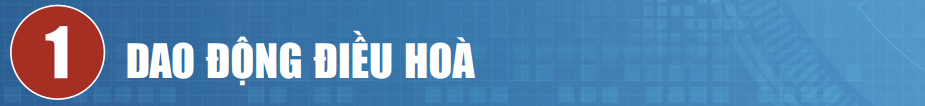 1 DAO ĐỘNG ĐIỀU HOÀ